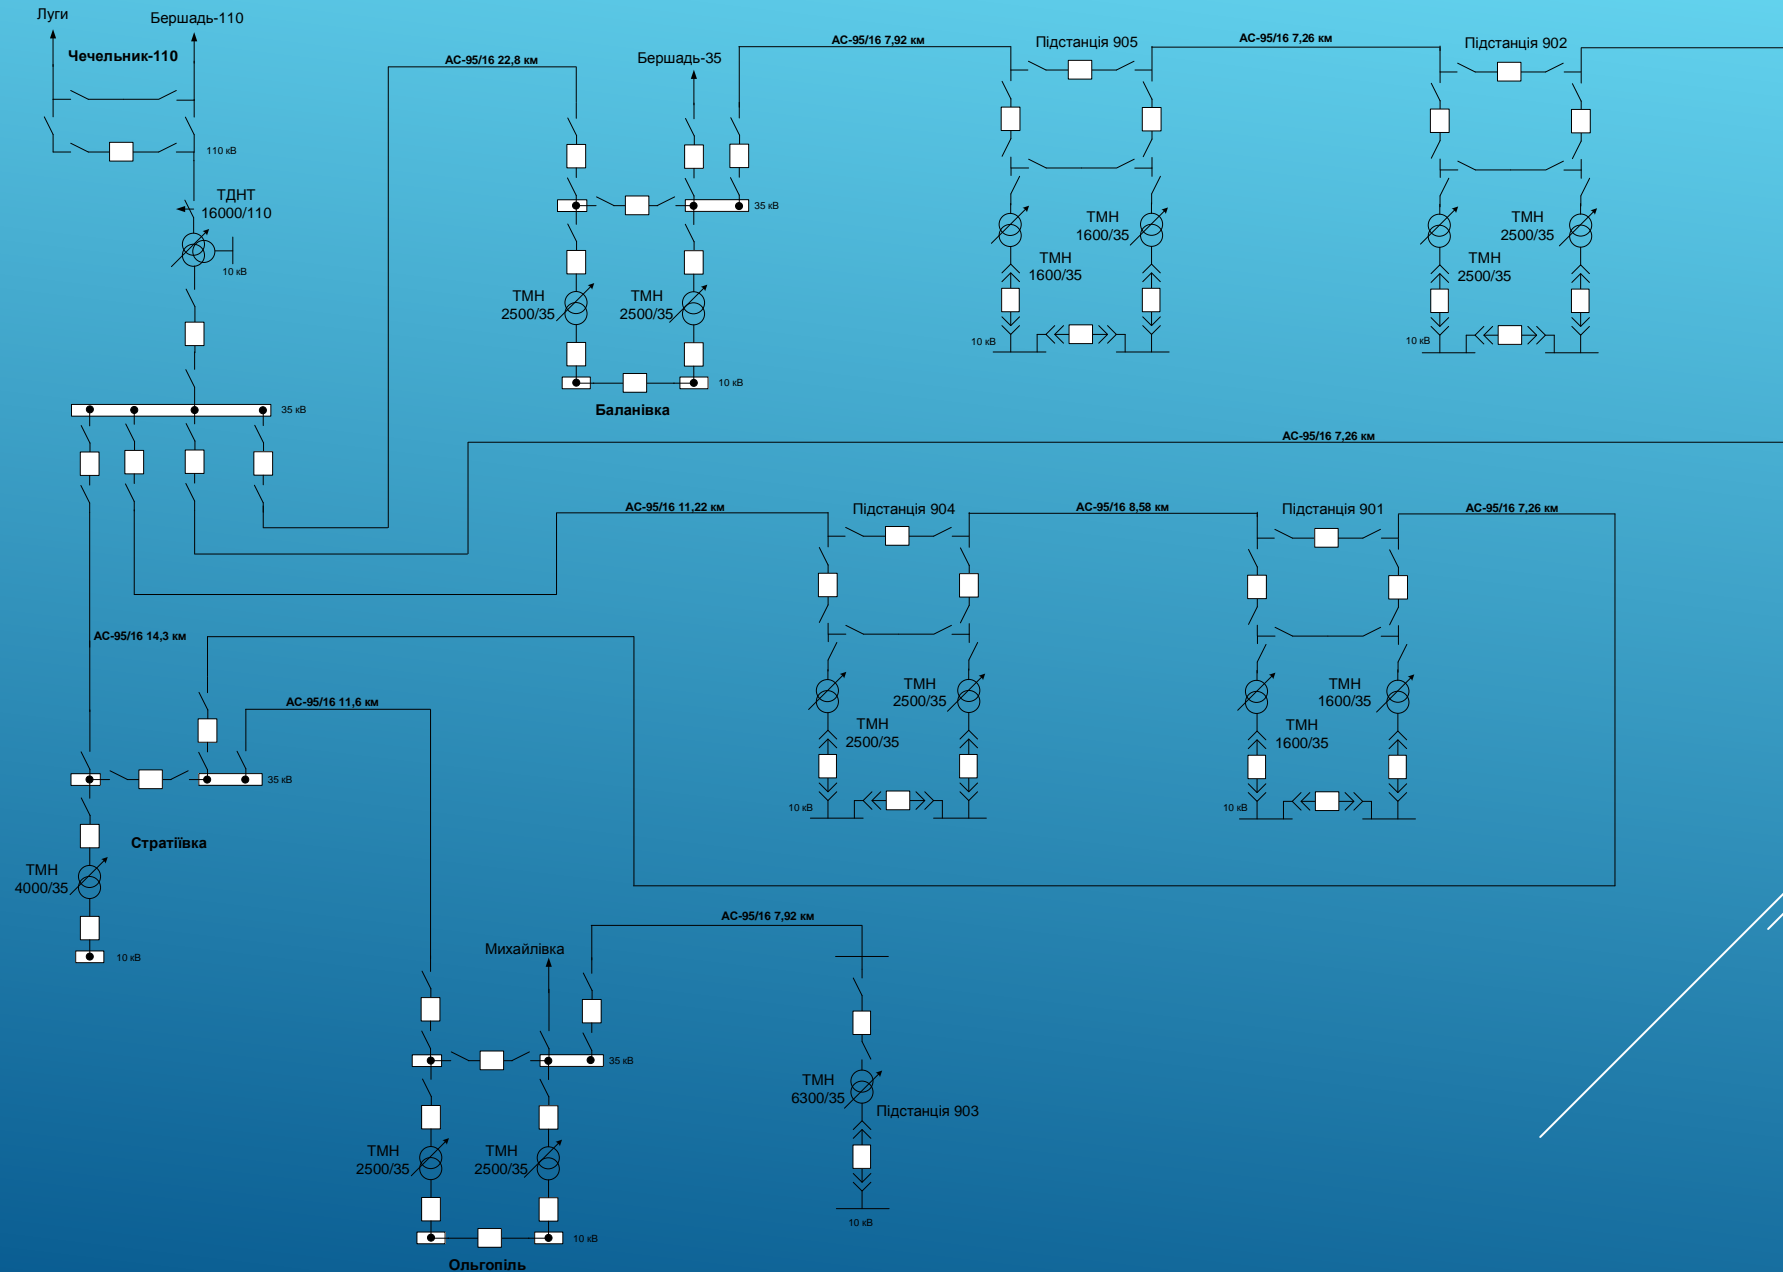 Луги
Бершадь-110
Чечельник-110
110 кВ
ТДНТ
16000/110
10 кВ
35 кВ
АС-95/16 22,8 км
Бершадь-35
35 кВ
ТМН
2500/35
ТМН
2500/35
10 кВ
Баланівка
АС-95/16 7,92 км
Підстанція 905
ТМН
1600/35
ТМН
1600/35
10 кВ
АС-95/16 7,26 км
Підстанція 902
ТМН
2500/35
ТМН
2500/35
10 кВ
АС-95/16 7,26 км
АС-95/16 11,22 км
Підстанція 904
ТМН
2500/35
ТМН
2500/35
10 кВ
АС-95/16 8,58 км
Підстанція 901
АС-95/16 7,26 км
ТМН
1600/35
ТМН
1600/35
10 кВ
АС-95/16 14,3 км
АС-95/16 11,6 км
35 кВ
Стратіївка
ТМН
4000/35
10 кВ
АС-95/16 7,92 км
Михайлівка
35 кВ
ТМН
6300/35
Підстанція 903
10 кВ
ТМН
2500/35
ТМН
2500/35
10 кВ
Ольгопіль